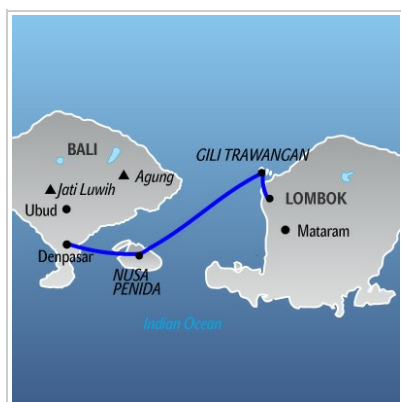 BALI
Agung
Jati Luwih
Ubud
Denpasar
NUSA
PENIDA
GILI TRAWANGAN
LOMBOK
Mataram
Indian Ocean